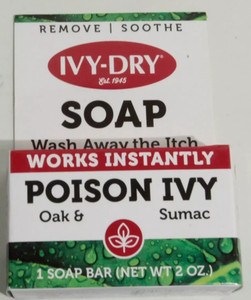 REMOVE | SOOTHE
IVY-DRY
Est. 1945
SOAP
Wash Away the Itch
WORKS INSTANTLY
POISON IVY
Oak & Sumac
1 SOAP BAR (NET WT 2 OZ.)